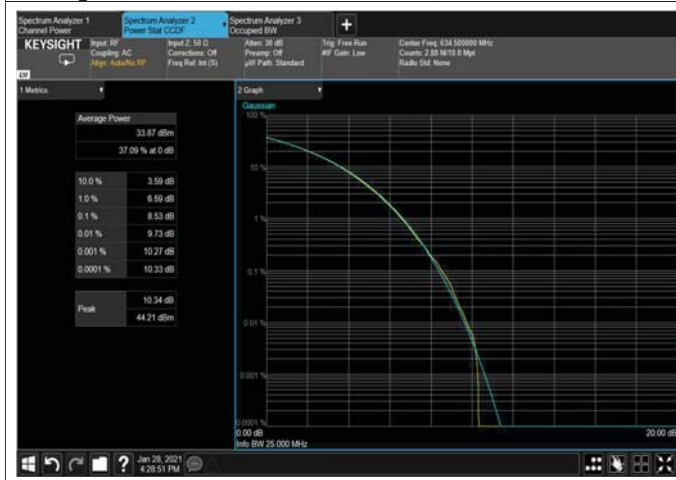 Spectrum Analyzer 1
Channel Power
Spectrum Analyzer 2
Power Stat CCDF
Spectrum Analyzer 3
Occupied BW
KEYSIGHT
Input: RF
Coupling: AC
Align: Auto/No RF
Input Z: 50 Ω
Corrections: Off
Freq Ref: Int (S)
Atten: 30 dB
Preamp: Off
µW Path: Standard
Trig: Free Run
#IF Gain: Low
Center Freq: 634.500000 MHz
Counts: 2.88 M/10.0 Mpt
Radio Std: None
1 Metrics
Average Power
33.87 dBm
37.09 % at 0 dB
10.0 % 3.59 dB
1.0 % 6.59 dB
0.1 % 8.53 dB
0.01 % 9.73 dB
0.001 % 10.27 dB
0.0001 % 10.33 dB
Peak
10.34 dB
44.21 dBm
2 Graph
Gaussian
100 %
10 %
1 %
0.1 %
0.01 %
0.001 %
0.0001 %
0.00 dB
20.00 dB
Info BW 25.000 MHz
Jan 28, 2021
4:28:51 PM